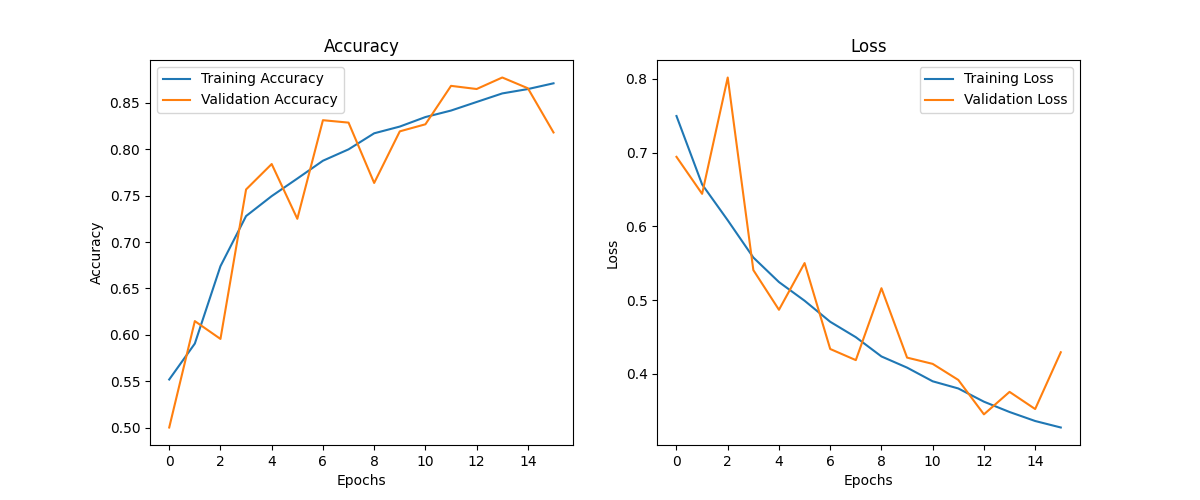 Accuracy
Training Accuracy
Validation Accuracy
0.85
0.80
0.75
0.70
0.65
0.60
0.55
0.50
Accuracy
0 2 4 6 8 10 12 14
Epochs
Loss
Training Loss
Validation Loss
0.8
0.7
0.6
0.5
0.4
Loss
0 2 4 6 8 10 12 14
Epochs